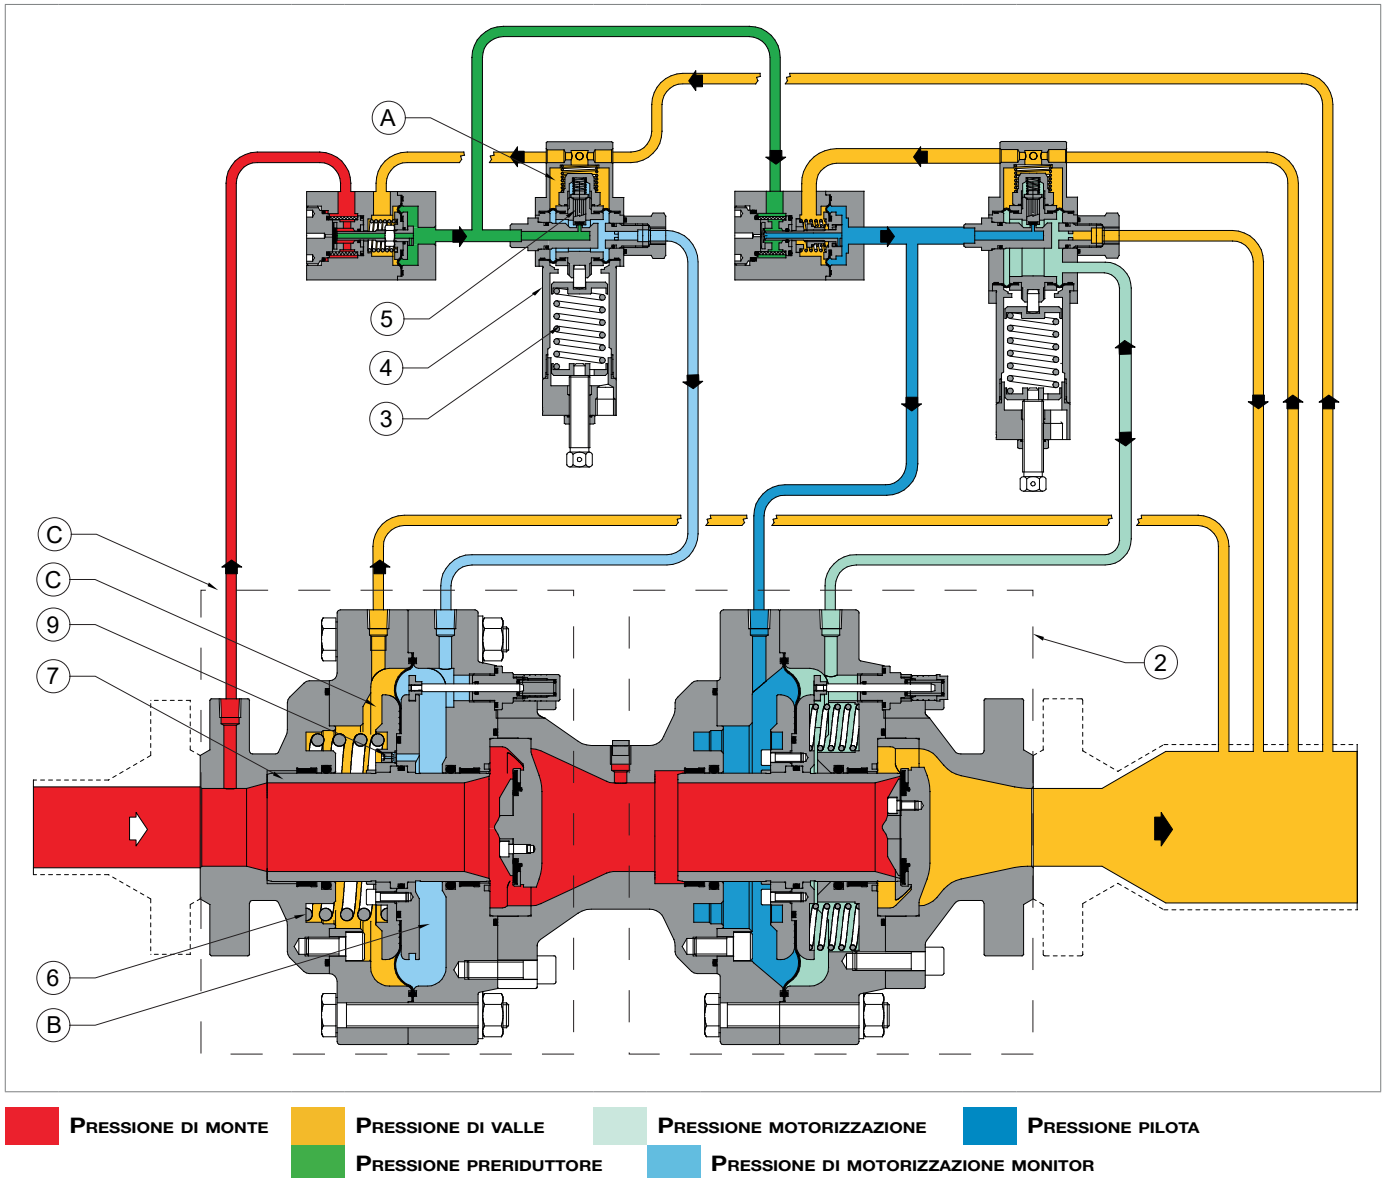 A
5
4
3
C
C
9
7
2
6
B
PRESSIONE DI MONTE
PRESSIONE DI VALLE
PRESSIONE MOTORIZZAZIONE
PRESSIONE PILOTA
PRESSIONE PRERIDUTTORE
PRESSIONE DI MOTORIZZAZIONE MONITOR